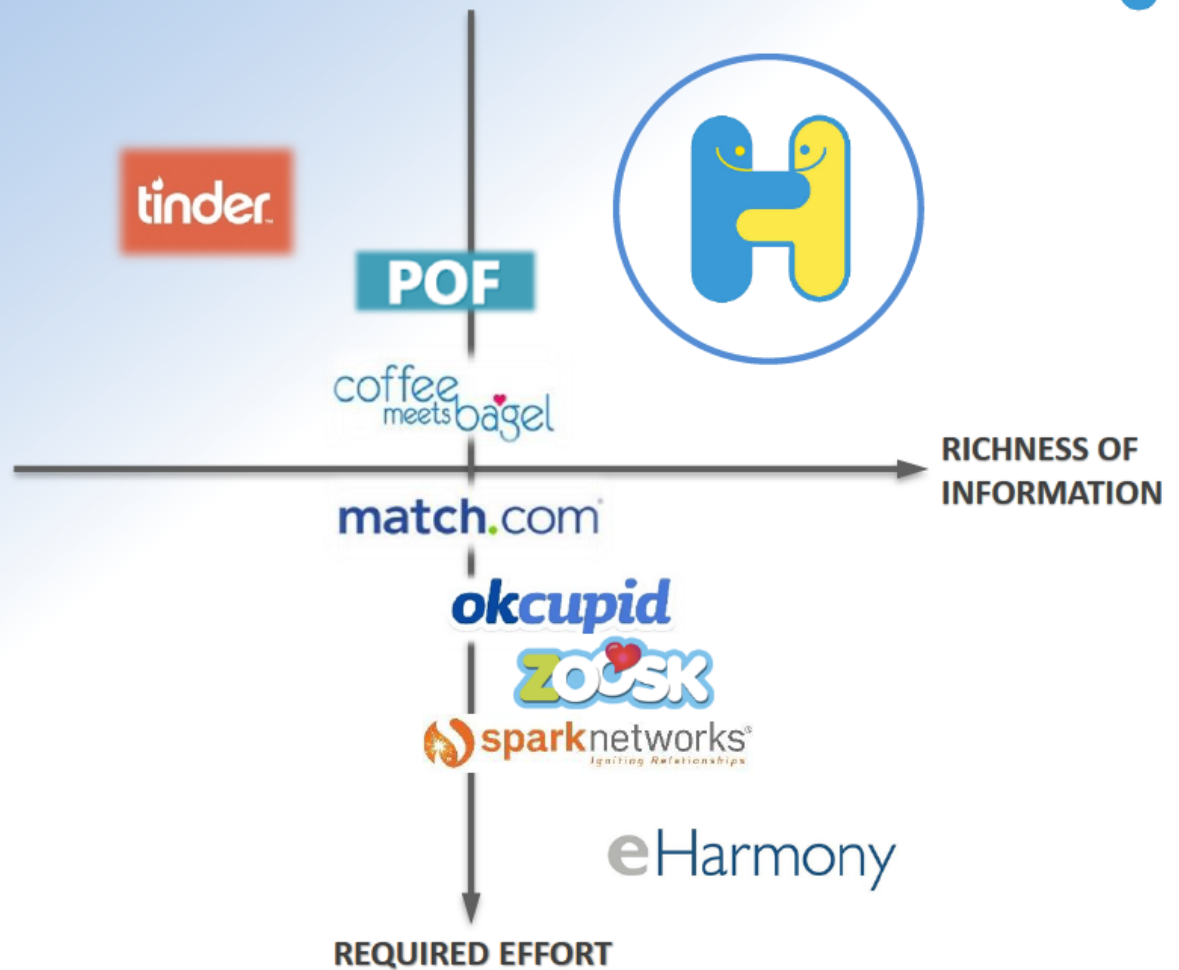 tinder
POF
coffee
meets bagel
RICHNESS OF
INFORMATION
match.com
okcupid
zoosk
sparknetworks®
Igniting Relationships
eHarmony
REQUIRED EFFORT
H